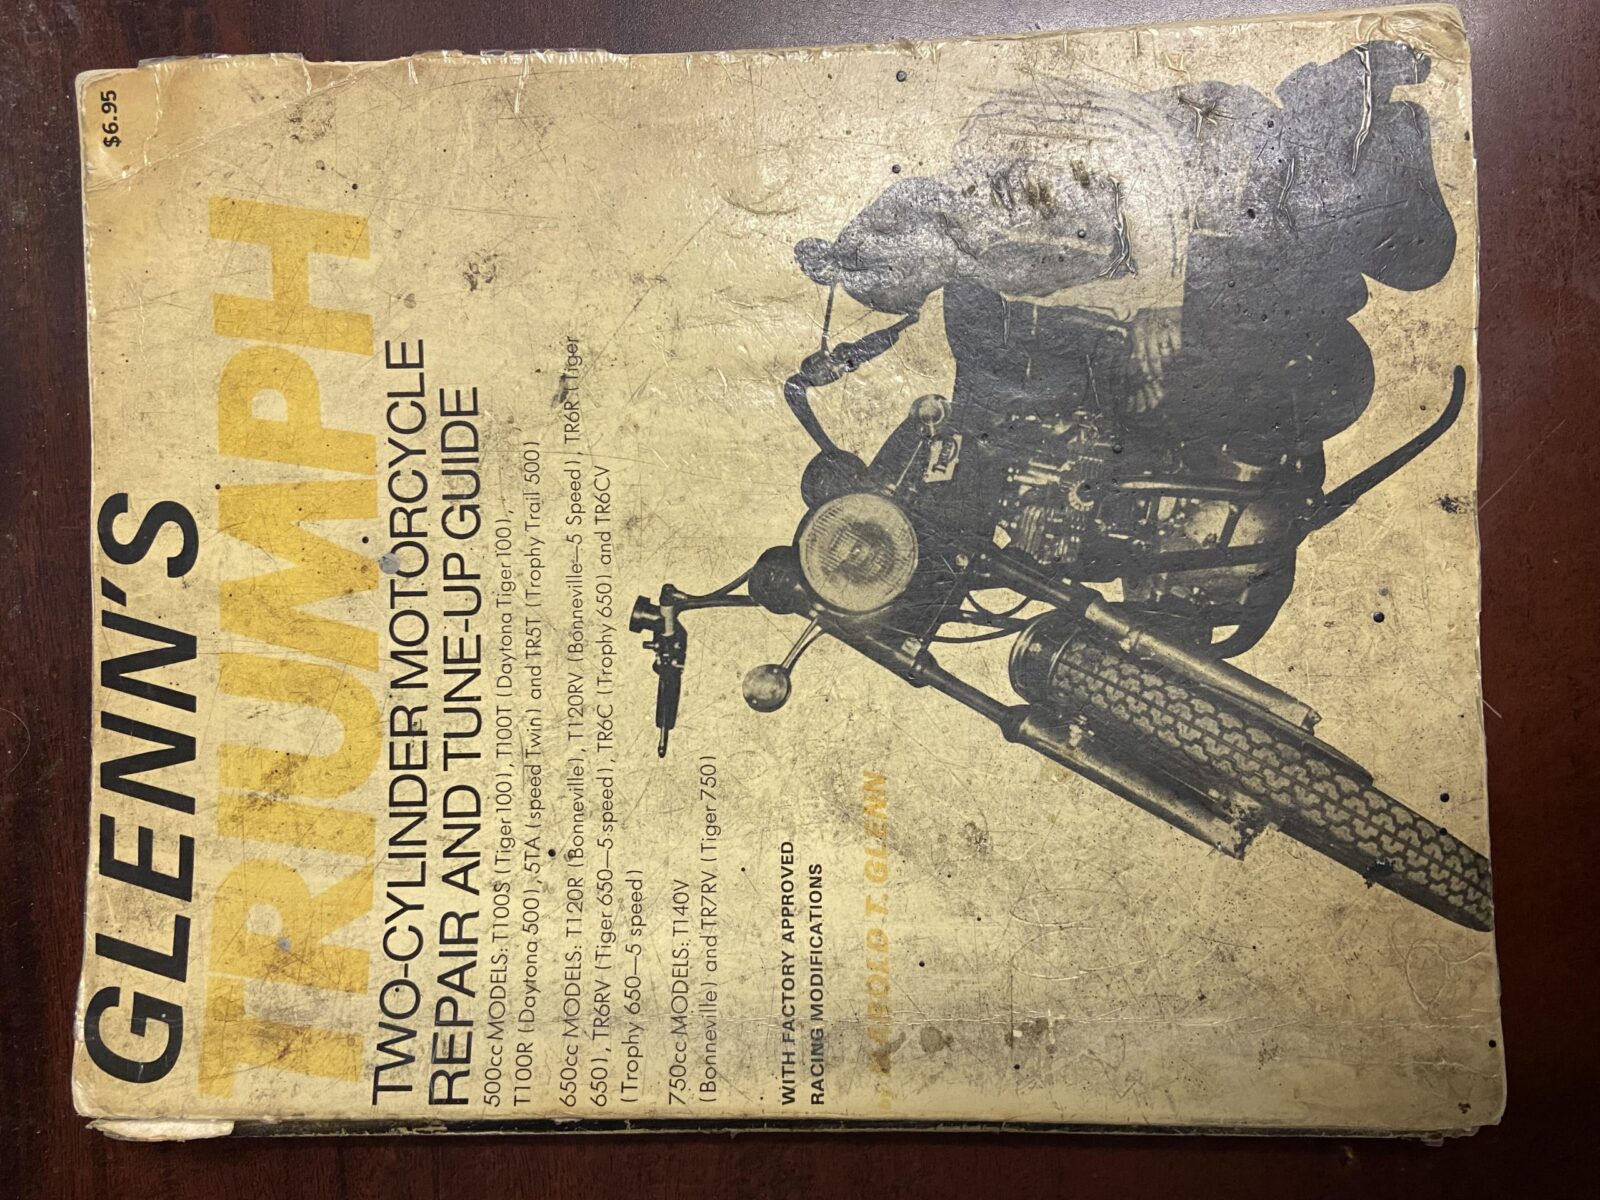 $6.95
GLENN'S
TRIUMPH
TWO-CYLINDER MOTORCYCLE
REPAIR AND TUNE-UP GUIDE
500cc MODELS: T100S (Tiger 100), T100T (Daytona Tiger 100),
T100R (Daytona 500), 5TA (speed Twin) and TR5T (Trophy Trail 500)
650cc MODELS: T120R (Bonneville), T120RV (Bonneville—5 Speed), TR6R (Tiger
650), TR6RV (Tiger 650—5-speed), TR6C (Trophy 650) and TR6CV
(Trophy 650—5 speed)
750cc MODELS: T140V
(Bonneville) and TR7RV (Tiger 750)
WITH FACTORY APPROVED
RACING MODIFICATIONS
by HAROLD T. GLENN